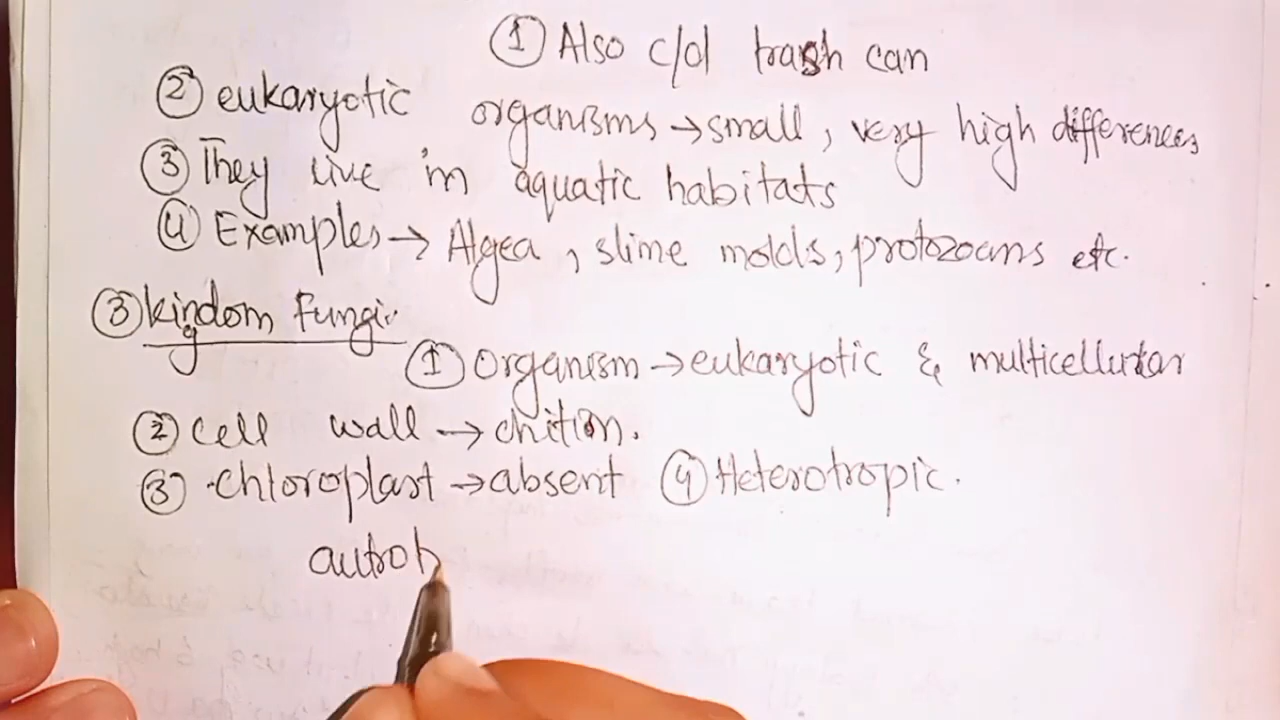 ① Also c/d trash can
② eukaryotic organisms → small, very high differences
③ They live in aquatic habitats
④ Examples → Algea, slime molds, protozoans etc.
③ Kingdom Fungi
① Organism → eukaryotic & multicellular
② Cell wall → chition.
③ Chloroplast → absent ④ Heterotropic.
autot